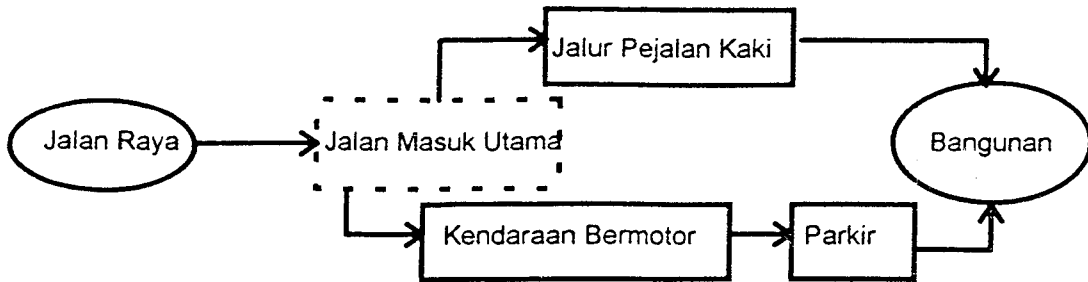 Jalur Pejalan Kaki
Jalan Raya
Jalan Masuk Utama
Bangunan
Kendaraan Bermotor
Parkir